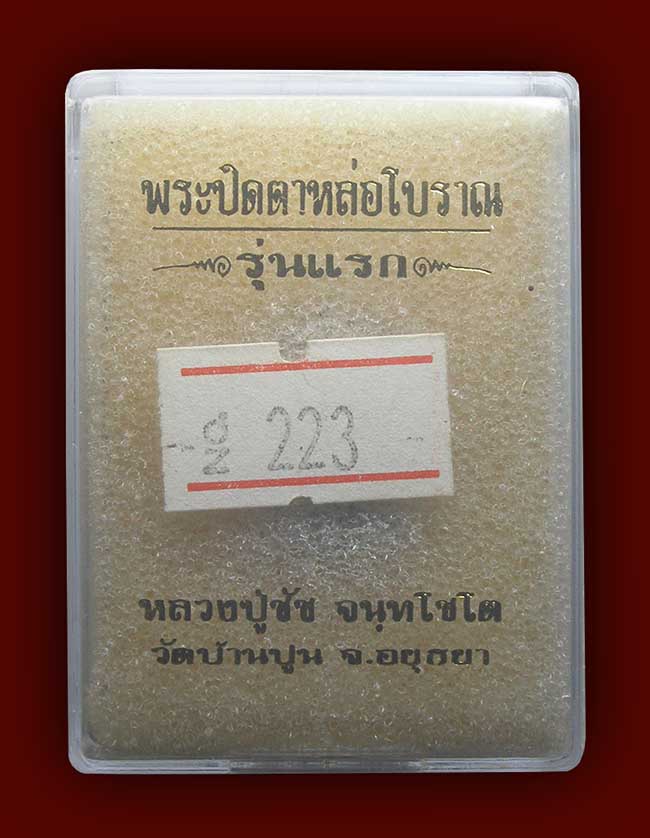 พระปิดตาหล่อโบราณ
รุ่นแรก
NO. 223
หลวงปู่ชัช จนฺทโชโต
วัดบ้านปูน จ.อยุธยา